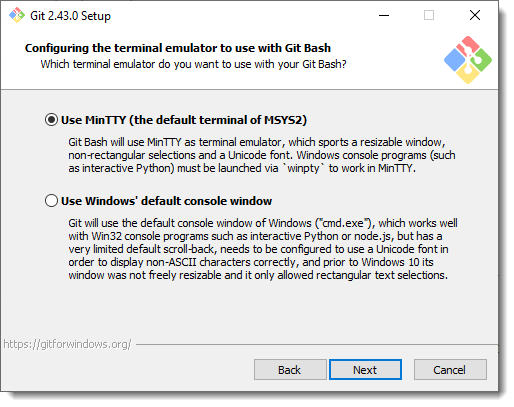 Git 2.43.0 Setup
Configuring the terminal emulator to use with Git Bash
Which terminal emulator do you want to use with your Git Bash?
Use MinTTY (the default terminal of MSYS2)
Git Bash will use MinTTY as terminal emulator, which sports a resizable window,
non-rectangular selections and a Unicode font. Windows console programs (such
as interactive Python) must be launched via `winpty` to work in MinTTY.
Use Windows' default console window
Git will use the default console window of Windows ("cmd.exe"), which works well
with Win32 console programs such as interactive Python or node.js, but has a
very limited default scroll-back, needs to be configured to use a Unicode font in
order to display non-ASCII characters correctly, and prior to Windows 10 its
window was not freely resizable and it only allowed rectangular text selections.
https://gitforwindows.org/
Back
Next
Cancel